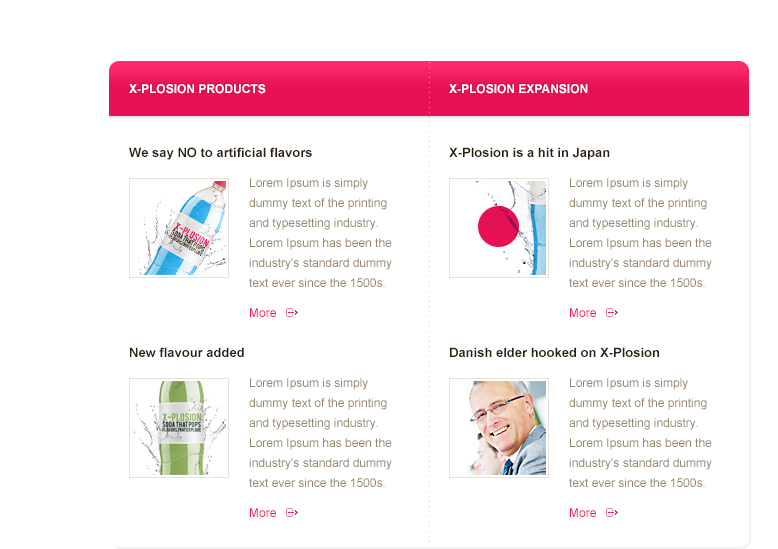 X-PLOSION PRODUCTS
We say NO to artificial flavors
X-PLOSION
SODA THAT POPS
Lorem Ipsum is simply
dummy text of the printing
and typesetting industry.
Lorem Ipsum has been the
industry's standard dummy
text ever since the 1500s.
More
New flavour added
X-PLOSION
SODA THAT POPS
FLAVORS THAT EXPLODE
Lorem Ipsum is simply
dummy text of the printing
and typesetting industry.
Lorem Ipsum has been the
industry's standard dummy
text ever since the 1500s.
More
X-PLOSION EXPANSION
X-Plosion is a hit in Japan
Lorem Ipsum is simply
dummy text of the printing
and typesetting industry.
Lorem Ipsum has been the
industry's standard dummy
text ever since the 1500s.
More
Danish elder hooked on X-Plosion
Lorem Ipsum is simply
dummy text of the printing
and typesetting industry.
Lorem Ipsum has been the
industry's standard dummy
text ever since the 1500s.
More